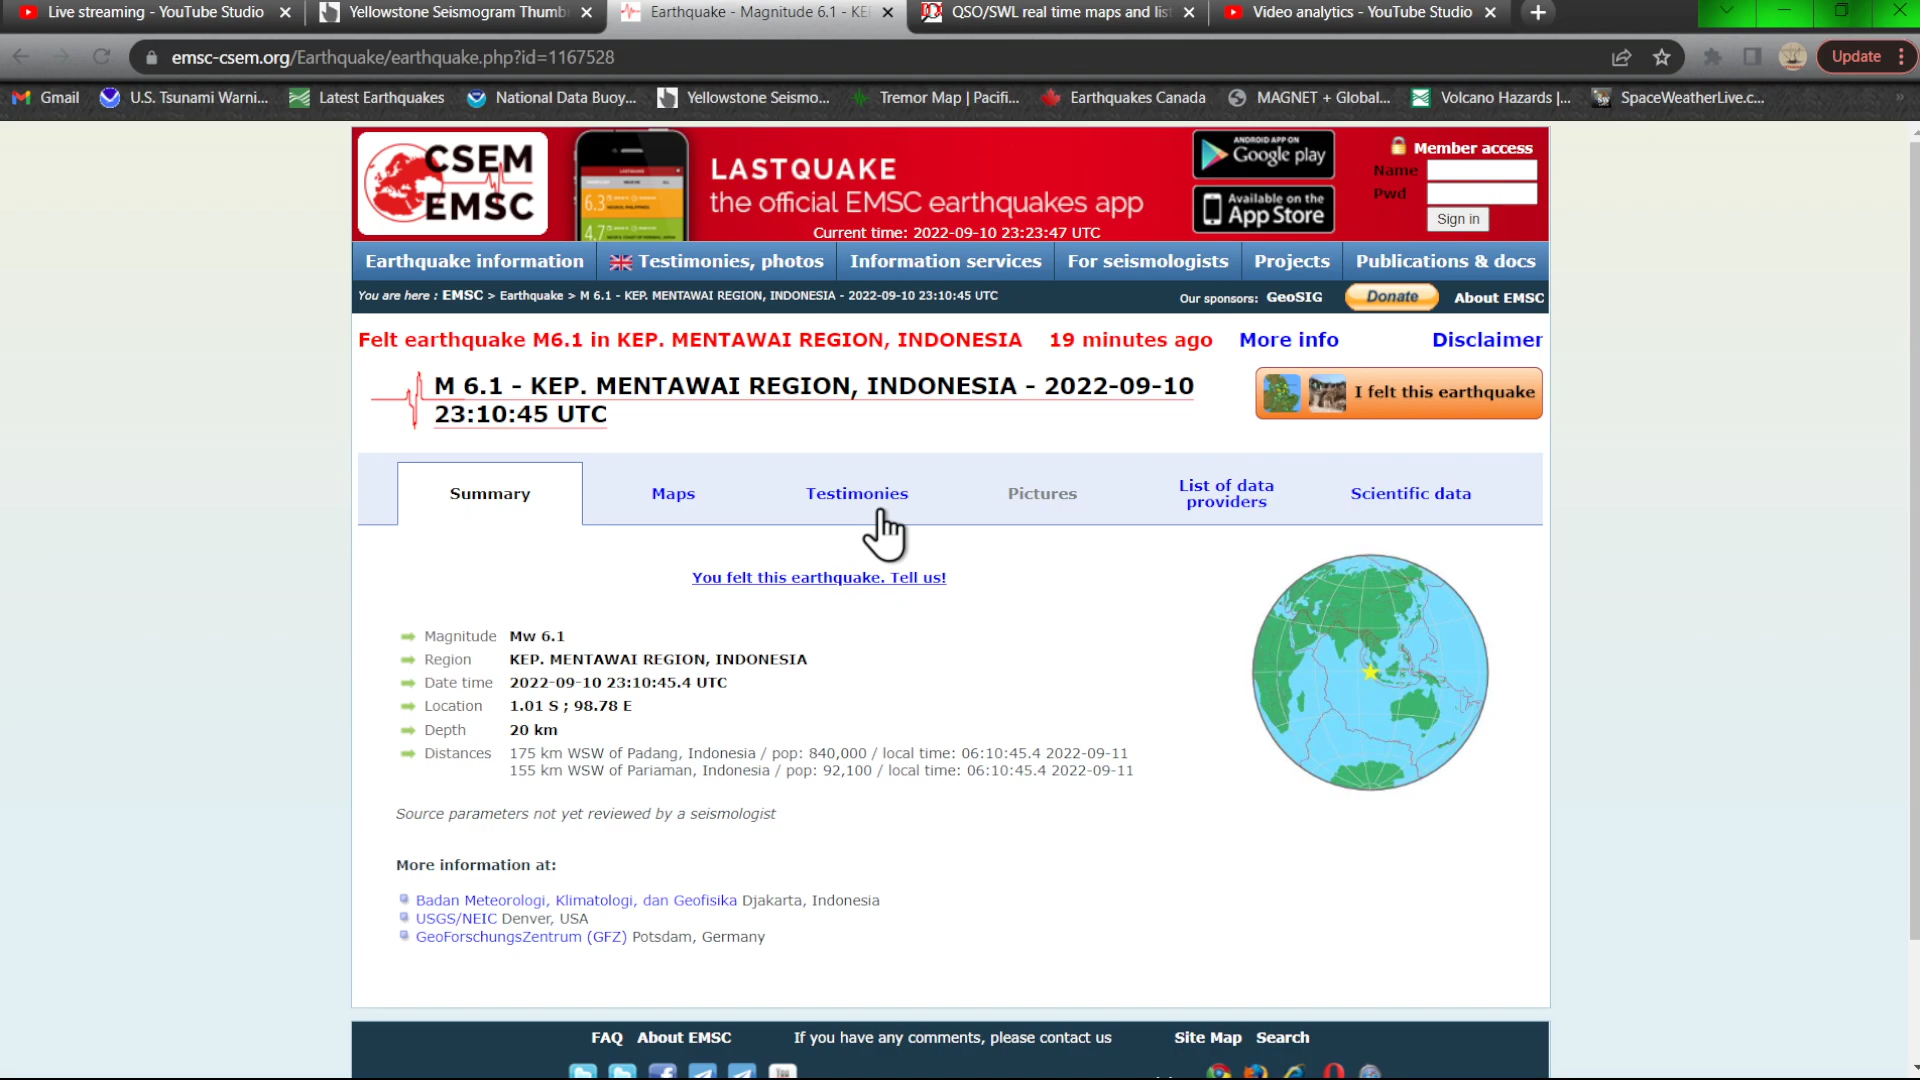 Live streaming - YouTube Studio
Yellowstone Seismogram Thumb
Earthquake - Magnitude 6.1 - KE
QSO/SWL real time maps and list
Video analytics - YouTube Studio
emsc-csem.org/Earthquake/earthquake.php?id=1167528
Update
Gmail
U.S. Tsunami Warni...
Latest Earthquakes
National Data Buoy...
Yellowstone Seismo...
Tremor Map | Pacifi...
Earthquakes Canada
MAGNET + Global...
Volcano Hazards |...
SpaceWeatherLive.c...
CSEM
EMSC
6.3
4.7
LASTQUAKE
the official EMSC earthquakes app
Current time: 2022-09-10 23:23:47 UTC
ANDROID APP ON
Google play
Available on the
App Store
Member access
Name
Pwd
Sign in
Earthquake information
Testimonies, photos
Information services
For seismologists
Projects
Publications & docs
You are here : EMSC > Earthquake > M 6.1 - KEP. MENTAWAI REGION, INDONESIA - 2022-09-10 23:10:45 UTC
Our sponsors: GeoSIG
Donate
About EMSC
Felt earthquake M6.1 in KEP. MENTAWAI REGION, INDONESIA 19 minutes ago More info Disclaimer
M 6.1 - KEP. MENTAWAI REGION, INDONESIA - 2022-09-10
23:10:45 UTC
I felt this earthquake
Summary
Maps
Testimonies
Pictures
List of data
providers
Scientific data
You felt this earthquake. Tell us!
Magnitude Mw 6.1
Region KEP. MENTAWAI REGION, INDONESIA
Date time 2022-09-10 23:10:45.4 UTC
Location 1.01 S ; 98.78 E
Depth 20 km
Distances 175 km WSW of Padang, Indonesia / pop: 840,000 / local time: 06:10:45.4 2022-09-11
155 km WSW of Pariaman, Indonesia / pop: 92,100 / local time: 06:10:45.4 2022-09-11
Source parameters not yet reviewed by a seismologist
More information at:
Badan Meteorologi, Klimatologi, dan Geofisika Djakarta, Indonesia
USGS/NEIC Denver, USA
GeoForschungsZentrum (GFZ) Potsdam, Germany
FAQ About EMSC If you have any comments, please contact us Site Map Search